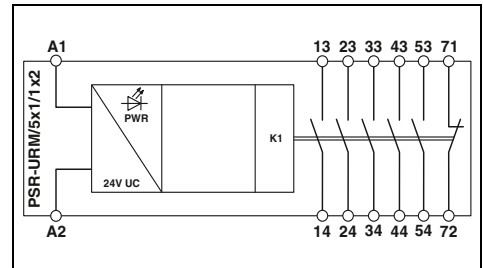 A1 13 23 33 43 53 71
PSR-URM/5x1/1x2
PWR
K1
24V UC
A2 14 24 34 44 54 72